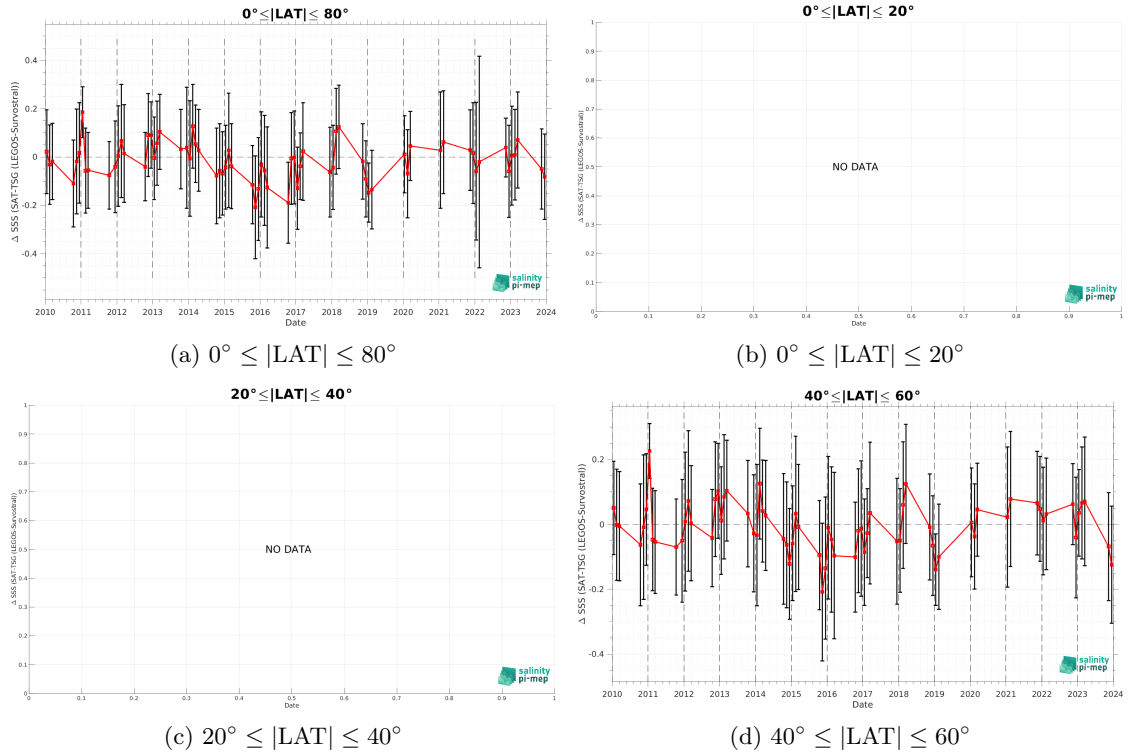 0°≤|LAT|≤ 80°
Δ SSS (SAT-TSG (LEGOS-Survostral))
0.4
0.2
0
-0.2
-0.4
salinity
pi-mep
2010 2011 2012 2013 2014 2015 2016 2017 2018 2019 2020 2021 2022 2023 2024
Date
(a) 0° ≤ |LAT| ≤ 80°
0°≤|LAT|≤ 20°
Δ SSS (SAT-TSG (LEGOS-Survostral))
1
0.9
0.8
0.7
0.6
0.5
0.4
0.3
0.2
0.1
0
NO DATA
salinity
pi-mep
0 0.1 0.2 0.3 0.4 0.5 0.6 0.7 0.8 0.9 1
Date
(b) 0° ≤ |LAT| ≤ 20°
20°≤|LAT|≤ 40°
Δ SSS (SAT-TSG (LEGOS-Survostral))
1
0.9
0.8
0.7
0.6
0.5
0.4
0.3
0.2
0.1
0
NO DATA
salinity
pi-mep
0 0.1 0.2 0.3 0.4 0.5 0.6 0.7 0.8 0.9 1
Date
(c) 20° ≤ |LAT| ≤ 40°
40°≤|LAT|≤ 60°
Δ SSS (SAT-TSG (LEGOS-Survostral))
0.2
0
-0.2
-0.4
salinity
pi-mep
2010 2011 2012 2013 2014 2015 2016 2017 2018 2019 2020 2021 2022 2023 2024
Date
(d) 40° ≤ |LAT| ≤ 60°